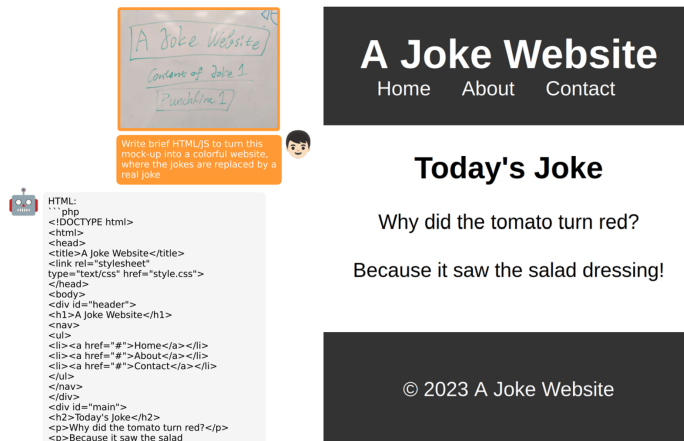 A Joke Website
Content of Joke 1
Punchline 1
Write brief HTML/JS to turn this
mock-up into a colorful website,
where the jokes are replaced by a
real joke
HTML:
```php
<!DOCTYPE html>
<html>
<head>
<title>A Joke Website</title>
<link rel="stylesheet"
type="text/css" href="style.css">
</head>
<body>
<div id="header">
<h1>A Joke Website</h1>
<nav>
<ul>
<li><a href="#">Home</a></li>
<li><a href="#">About</a></li>
<li><a href="#">Contact</a></li>
</ul>
</nav>
</div>
<div id="main">
<h2>Today's Joke</h2>
<p>Why did the tomato turn red?</p>
<p>Because it saw the salad
A Joke Website
Home About Contact
Today's Joke
Why did the tomato turn red?
Because it saw the salad dressing!
© 2023 A Joke Website